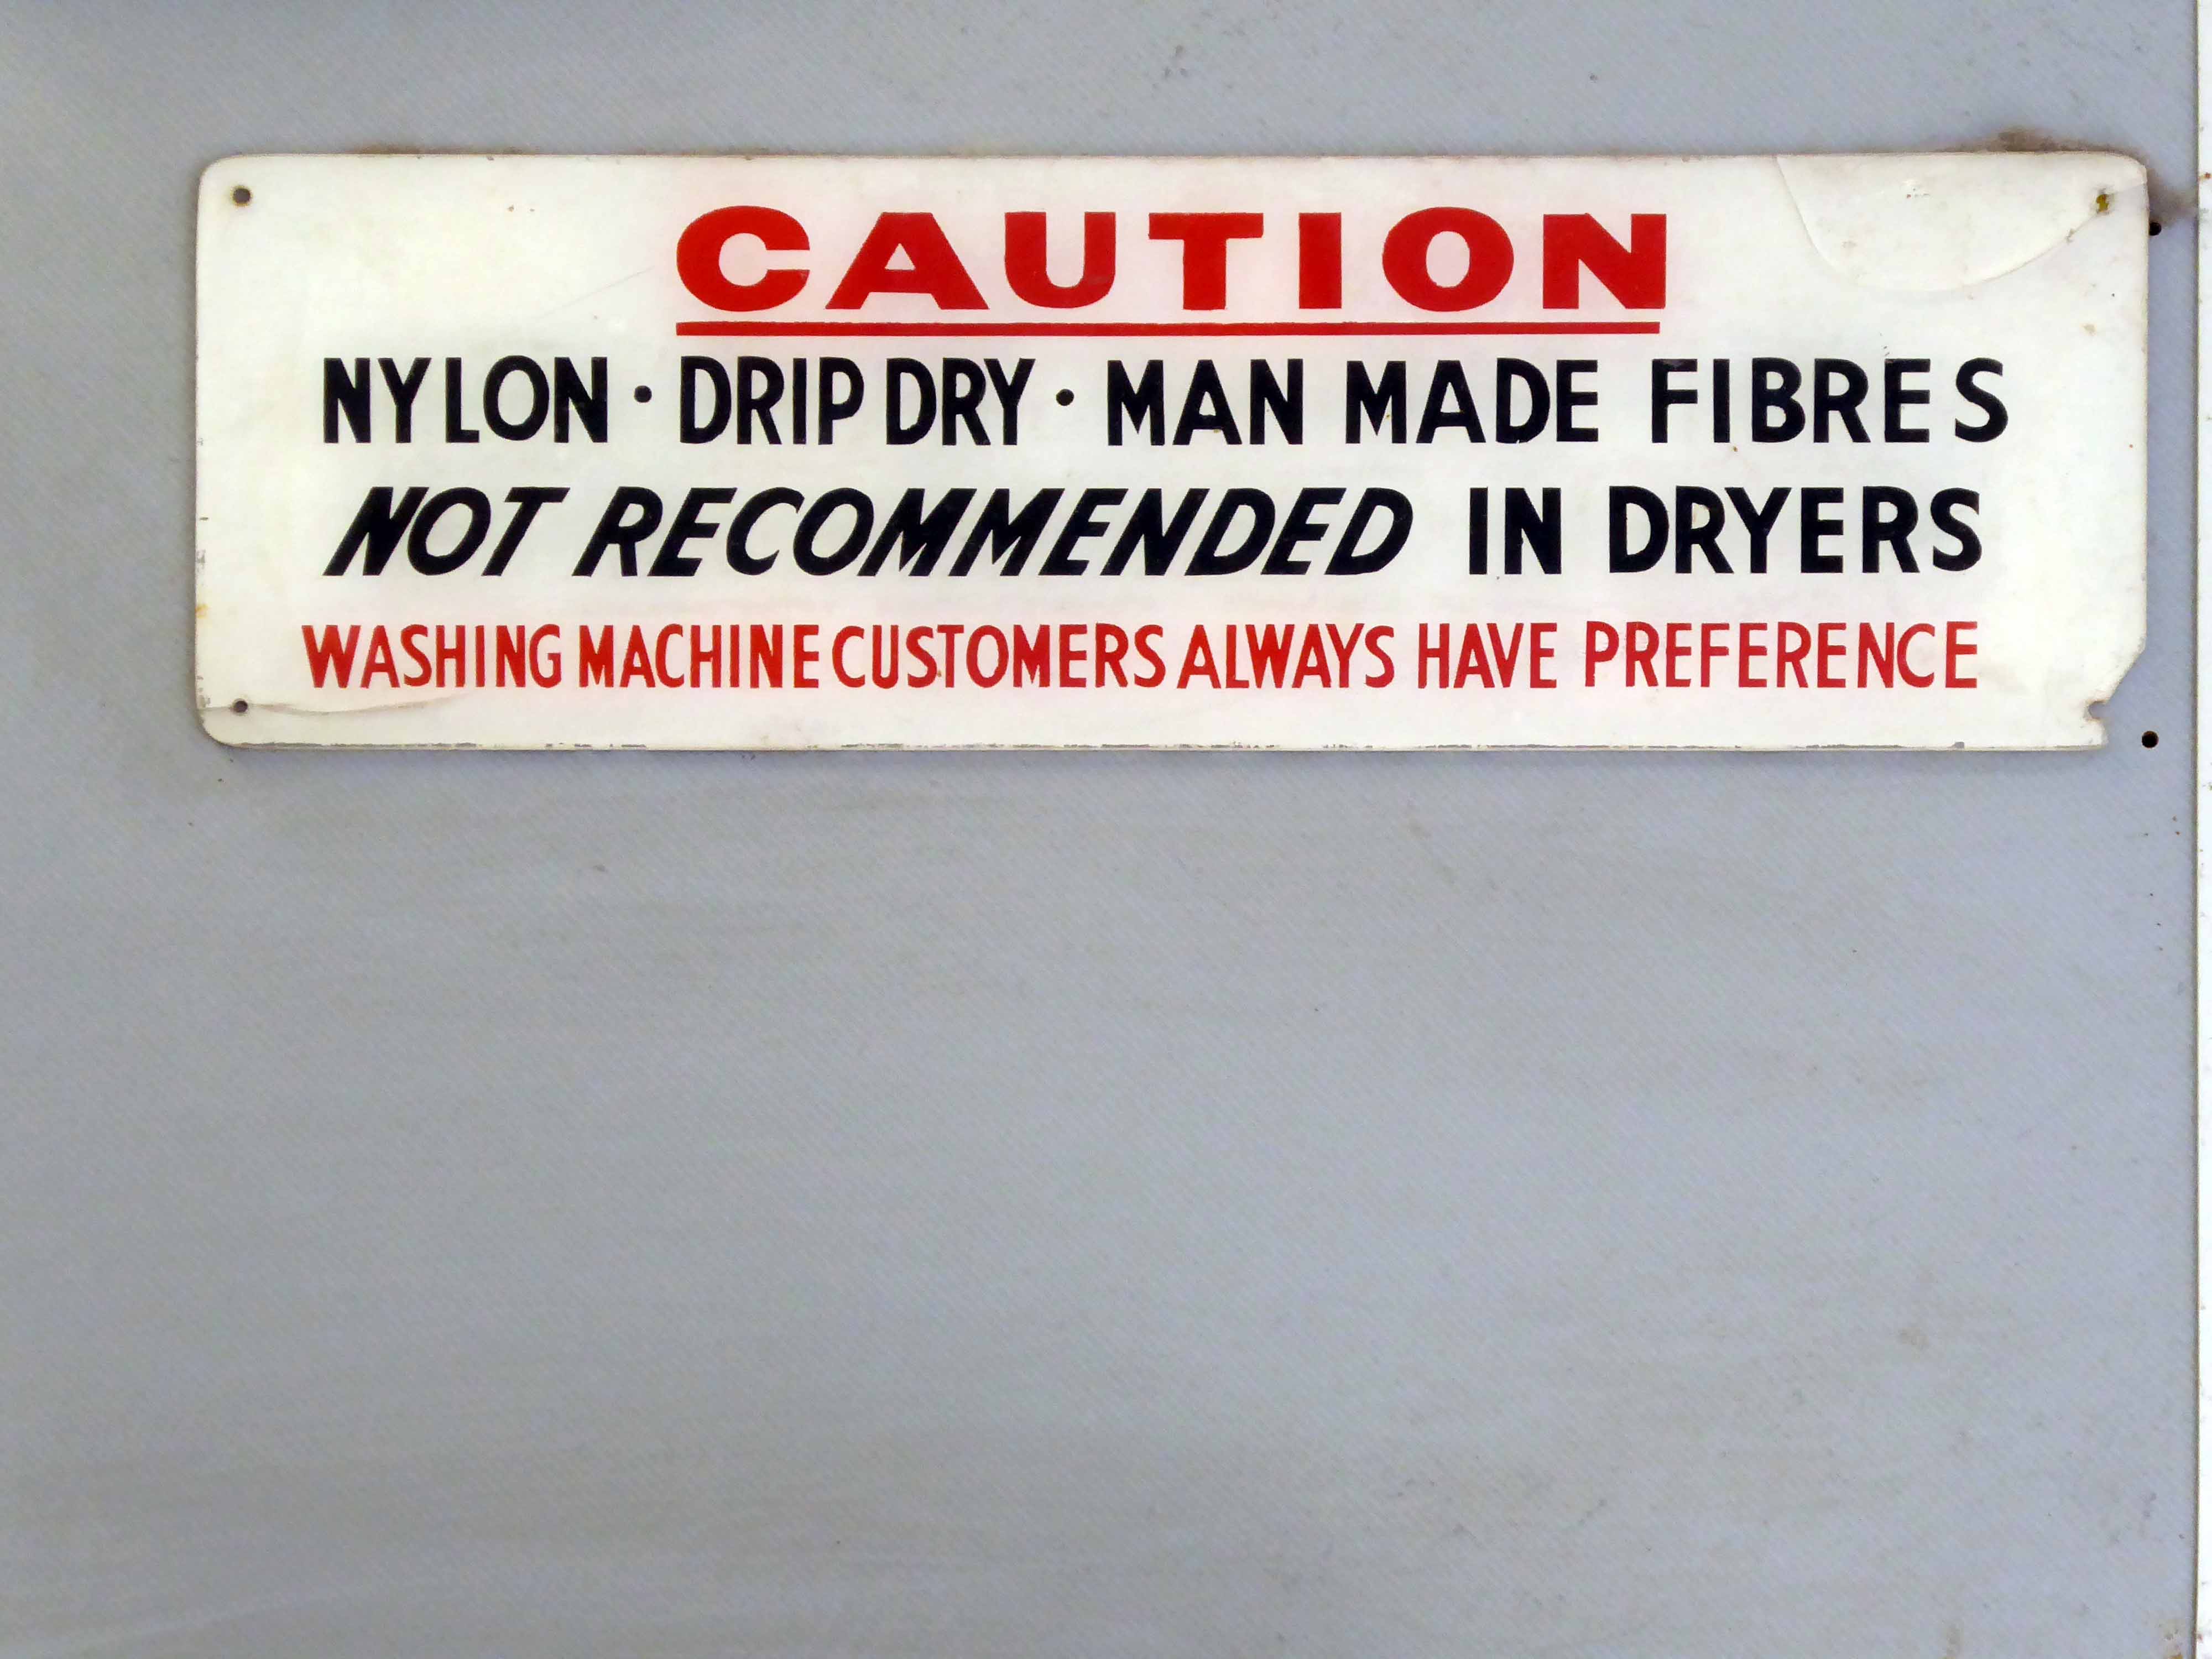 CAUTION
NYLON · DRIP DRY · MAN MADE FIBRES
NOT RECOMMENDED IN DRYERS
WASHING MACHINE CUSTOMERS ALWAYS HAVE PREFERENCE